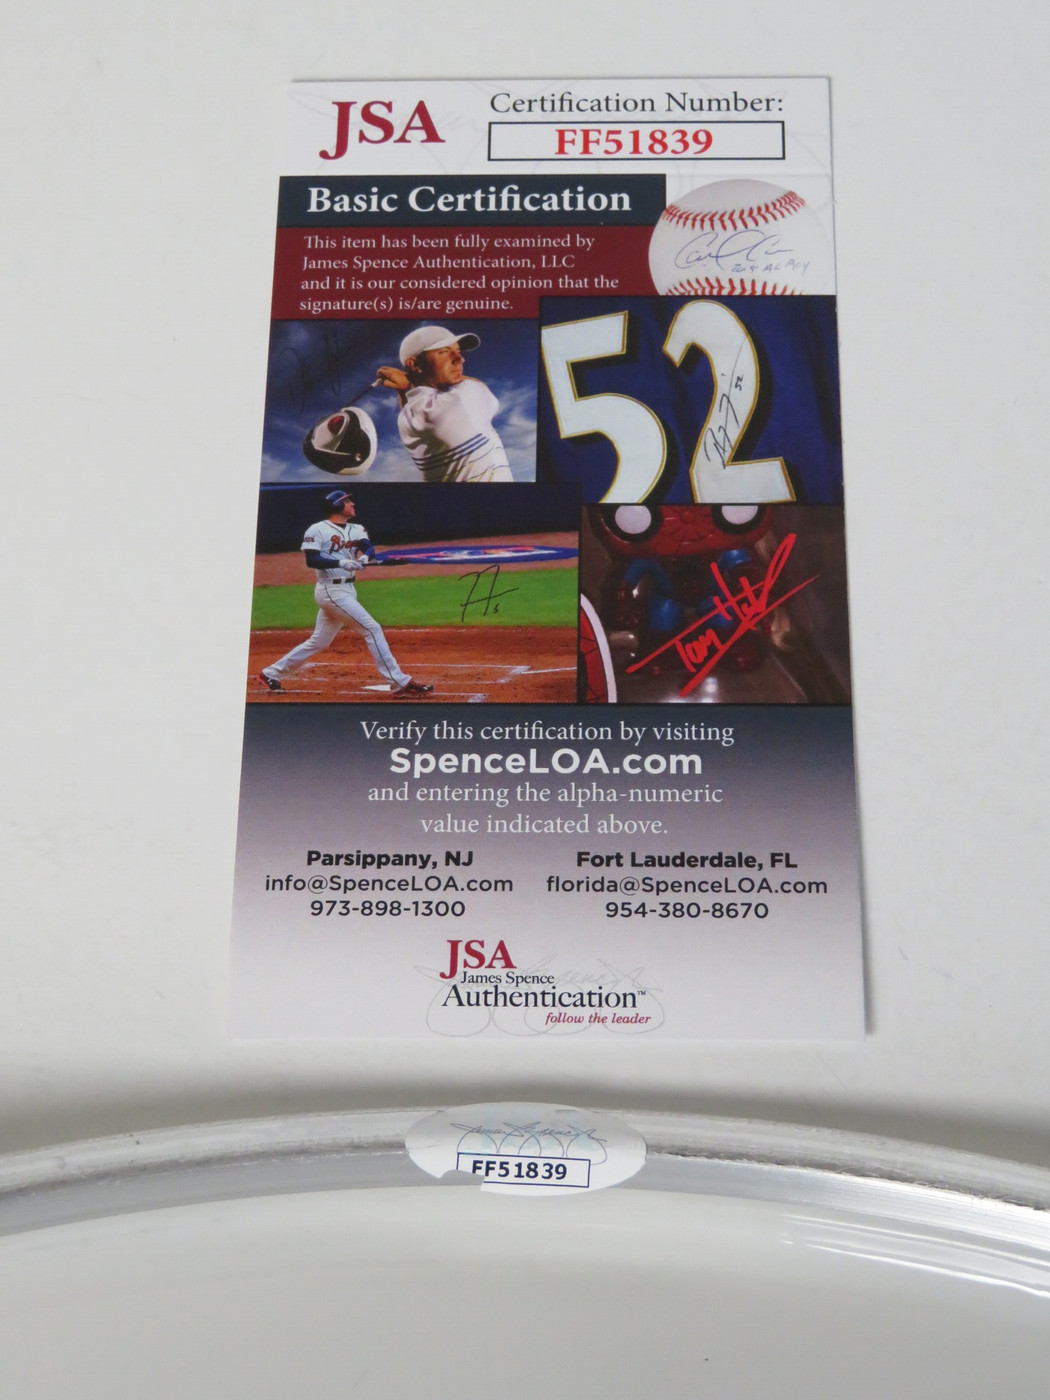 JSA
Certification Number:
FF51839
Basic Certification
This item has been fully examined by
James Spence Authentication, LLC
and it is our considered opinion that the
signature(s) is/are genuine.
52
52
Tom Holland
Verify this certification by visiting
SpenceLOA.com
and entering the alpha-numeric
value indicated above.
Parsippany, NJ
info@SpenceLOA.com
973-898-1300
Fort Lauderdale, FL
florida@SpenceLOA.com
954-380-8670
JSA
James Spence
Authentication™
follow the leader
FF51839